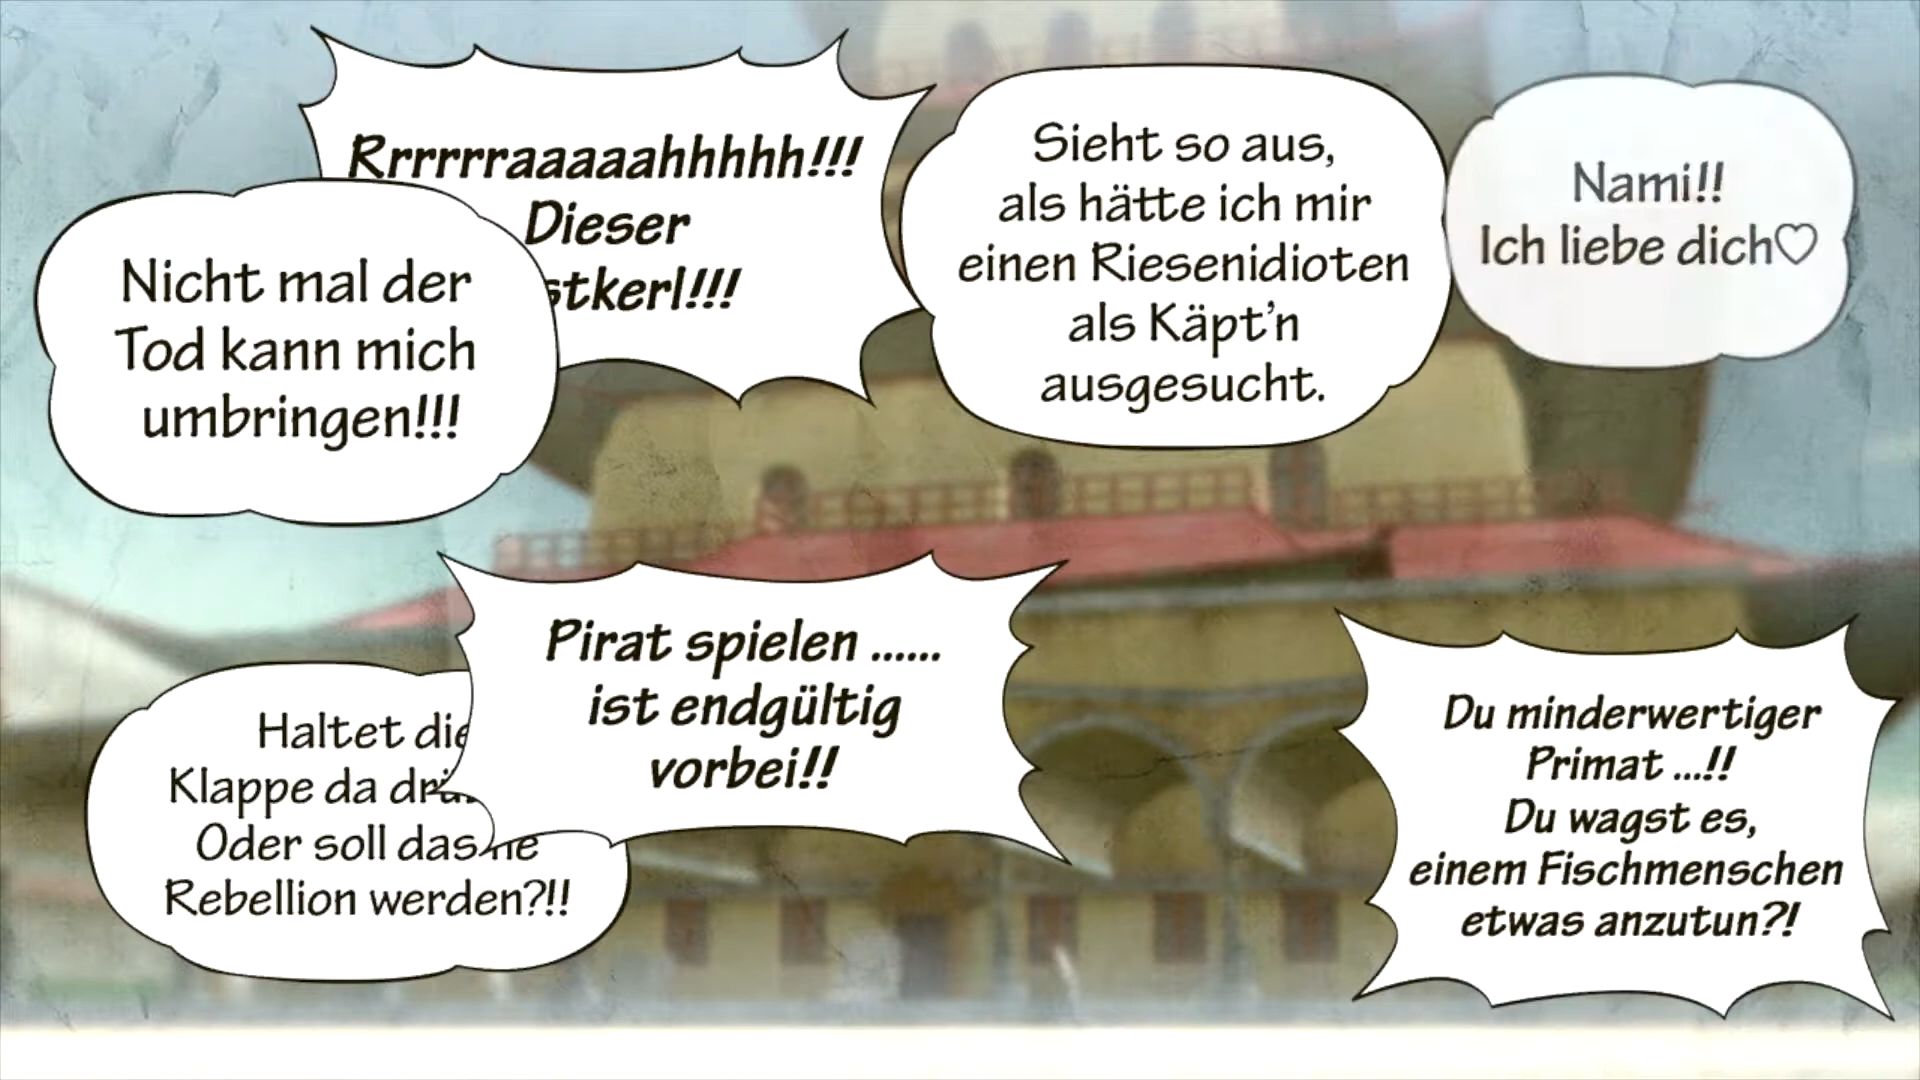 Rrrrrraaaaahhhhh!!!
Dieser
Nicht mal der
Tod kann mich
umbringen!!!
Sieht so aus,
als hätte ich mir
einen Riesenidioten
als Käpt’n
ausgesucht.
Nami!!
Ich liebe dich♡
Haltet die
Klappe da
Oder soll das 'ne
Rebellion werden?!!
Pirat spielen ......
ist endgültig
vorbei!!
Du minderwertiger
Primat ...!!
Du wagst es,
einem Fischmenschen
etwas anzutun?!